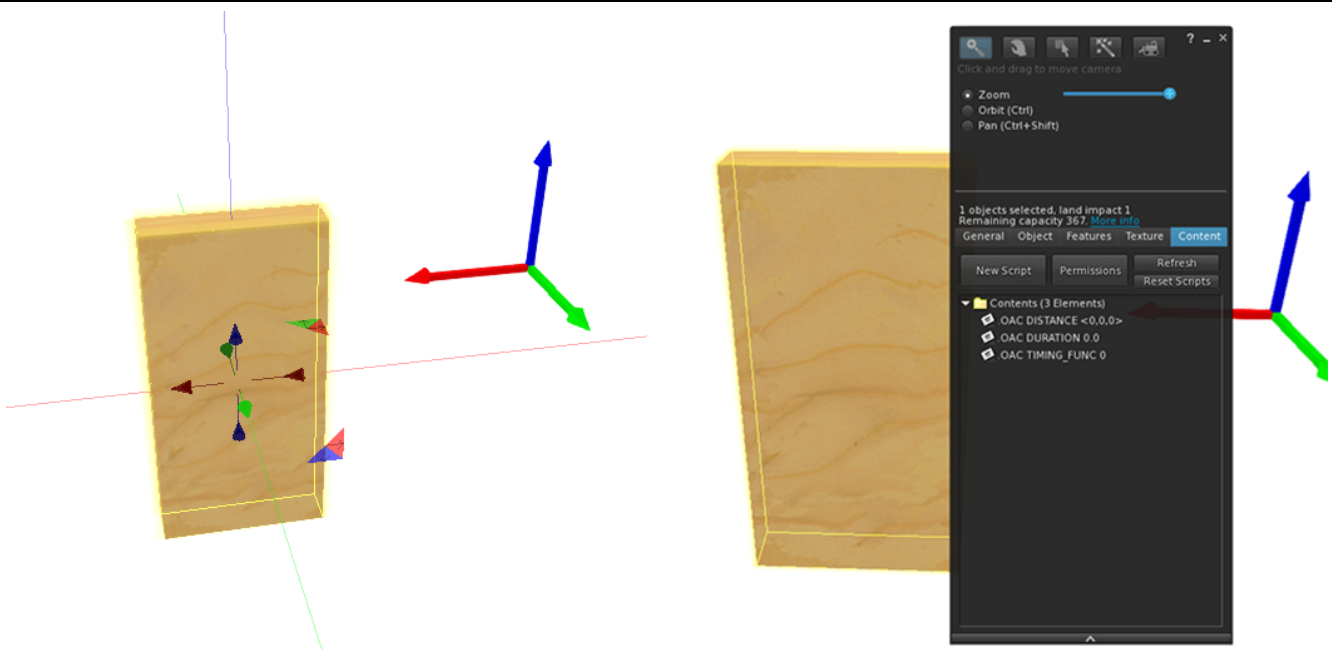 ? _ ×
Click and drag to move camera
Zoom
Orbit (Ctrl)
Pan (Ctrl+Shift)
1 objects selected, land impact 1
Remaining capacity 367. More info
General Object Features Texture Content
New Script Permissions Refresh
Reset Scripts
Contents (3 Elements)
.OAC DISTANCE <0,0,0>
.OAC DURATION 0.0
.OAC TIMING_FUNC 0